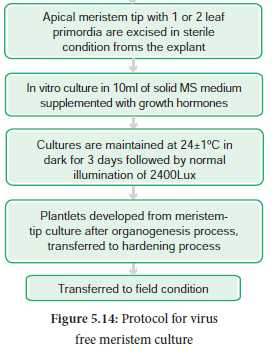 Apical meristem tip with 1 or 2 leaf
primordia are excised in sterile
condition froms the explant
In vitro culture in 10ml of solid MS medium
supplemented with growth hormones
Cultures are maintained at 24±1ºC in
dark for 3 days followed by normal
illumination of 2400Lux
Plantlets developed from meristem-
tip culture after organogenesis process,
transferred to hardening process
Transferred to field condition
Figure 5.14: Protocol for virus
free meristem culture